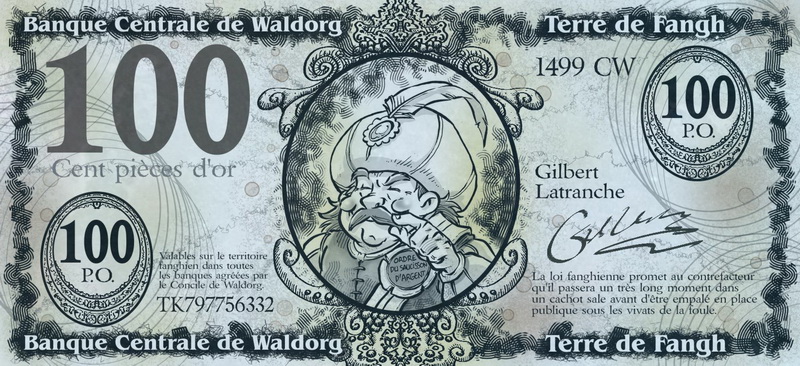 Banque Centrale de Waldorg
Terre de Fangh
100
Cent pièces d'or
1499 CW
100
P.O.
Gilbert
Latranche
100
P.O.
Valables sur le territoire
fanghien dans toutes
les banques agréées par
le Concile de Waldorg.
TK797756332
ORDRE
DU SAUCISSON
D'ARGENT
La loi fanghienne promet au contrefacteur
qu'il passera un très long moment dans
un cachot sale avant d'être empalé en place
publique sous les vivats de la foule.
Banque Centrale de Waldorg
Terre de Fangh